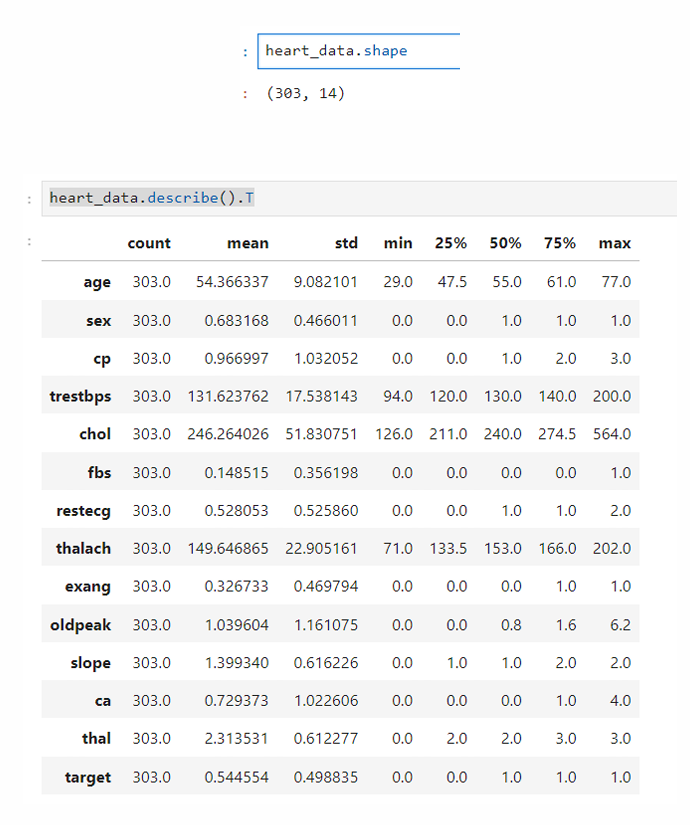 : heart_data.shape
: (303, 14)
: heart_data.describe().T
:
count mean std min 25% 50% 75% max
age 303.0 54.366337 9.082101 29.0 47.5 55.0 61.0 77.0
sex 303.0 0.683168 0.466011 0.0 0.0 1.0 1.0 1.0
cp 303.0 0.966997 1.032052 0.0 0.0 1.0 2.0 3.0
trestbps 303.0 131.623762 17.538143 94.0 120.0 130.0 140.0 200.0
chol 303.0 246.264026 51.830751 126.0 211.0 240.0 274.5 564.0
fbs 303.0 0.148515 0.356198 0.0 0.0 0.0 0.0 1.0
restecg 303.0 0.528053 0.525860 0.0 0.0 1.0 1.0 2.0
thalach 303.0 149.646865 22.905161 71.0 133.5 153.0 166.0 202.0
exang 303.0 0.326733 0.469794 0.0 0.0 0.0 1.0 1.0
oldpeak 303.0 1.039604 1.161075 0.0 0.0 0.8 1.6 6.2
slope 303.0 1.399340 0.616226 0.0 1.0 1.0 2.0 2.0
ca 303.0 0.729373 1.022606 0.0 0.0 0.0 1.0 4.0
thal 303.0 2.313531 0.612277 0.0 2.0 2.0 3.0 3.0
target 303.0 0.544554 0.498835 0.0 0.0 1.0 1.0 1.0